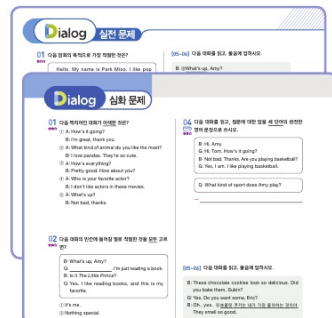 Dialog 실전 문제
01 다음 담화의 목적으로 가장 적절한 것은?
Hello, My name is Park Miso. I like pop
[05~06] 다음 대화를 읽고, 물음에 답하시오.
B: ⓐWhat's up, Amy?
Dialog 심화 문제
01 다음 짝지어진 대화가 어색한 것은?
① A: How's it going?
B: I'm great, thank you.
② A: What kind of animal do you like the most?
B: I love pandas. They're so cute.
③ A: How's everything?
B: Pretty good. How about you?
④ A: Who is your favorite actor?
B: I don't like actors in these movies.
⑤ A: What's up?
B: Not bad, thanks.
02 다음 대화의 빈칸에 들어갈 말로 적절한 것을 모두 고르면?
B: What's up, Amy?
G: I'm just reading a book.
B: Is it The Little Prince?
G: Yes. I like reading books, and this is my
favorite.
①It's me.
②Nothing special.
04 다음 대화를 읽고, 질문에 대한 답을 세 단어의 완전한
영어 문장으로 쓰시오.
B: Hi, Amy.
G: Hi, Tom. How's it going?
B: Not bad. Thanks. Are you playing basketball?
G: Yes, I am. I like playing basketball.
Q. What kind of sport does Amy play?
[05~06] 다음 대화를 읽고, 물음에 답하시오.
B: These chocolate cookies look so delicious. Did
you bake them, Subin?
G: Yes. Do you want some, Eric?
B: Oh, yes.
They smell so good.